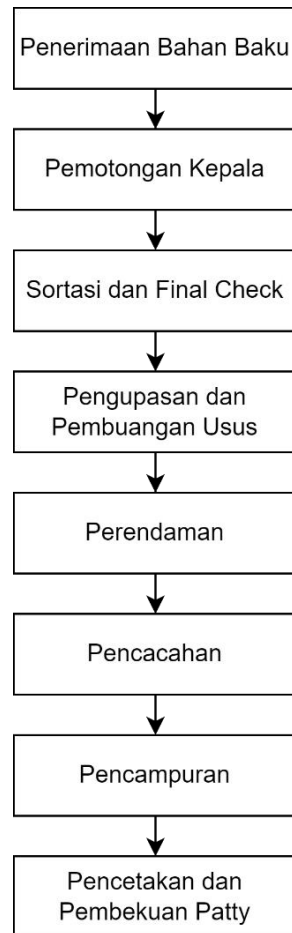 Penerimaan Bahan Baku
Pemotongan Kepala
Sortasi dan Final Check
Pengupasan dan
Pembuangan Usus
Perendaman
Pencacahan
Pencampuran
Pencetakan dan
Pembekuan Patty